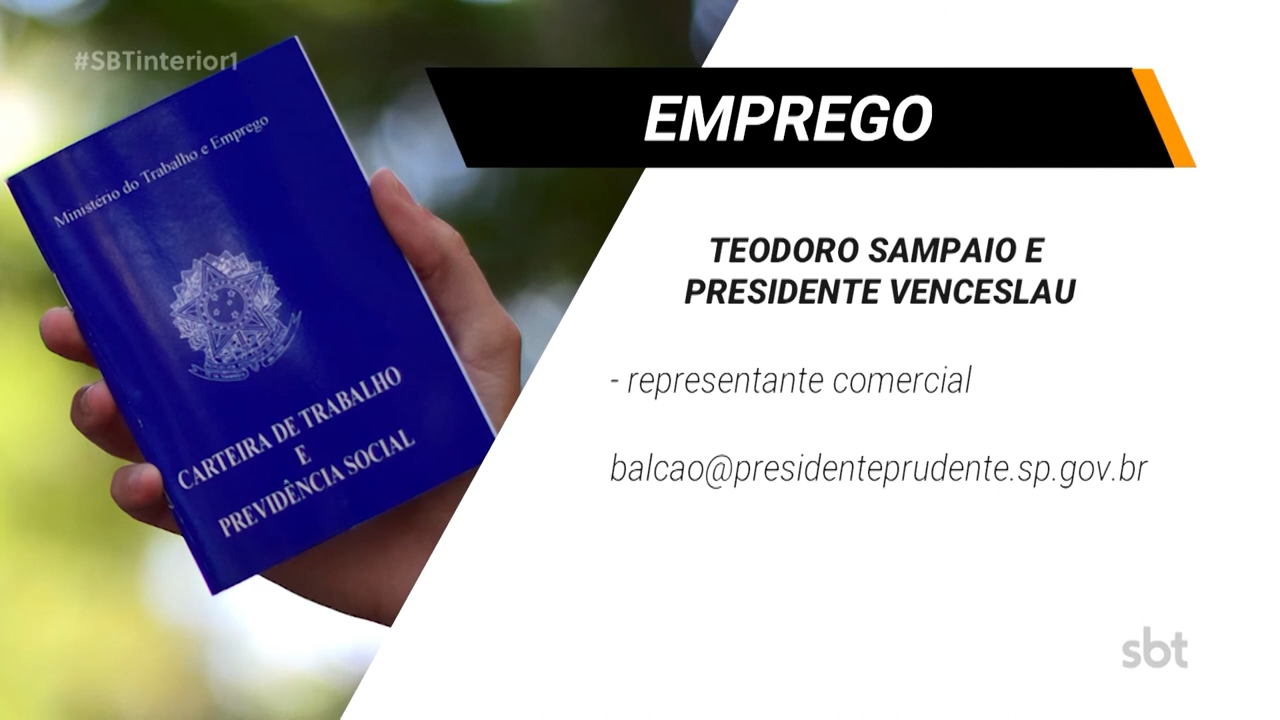 #SBTinterior1
EMPREGO
Ministério do Trabalho e Emprego
CARTEIRA DE TRABALHO
E
PREVIDÊNCIA SOCIAL
TEODORO SAMPAIO E
PRESIDENTE VENCESLAU
- representante comercial
balcao@presidenteprudente.sp.gov.br
sbt